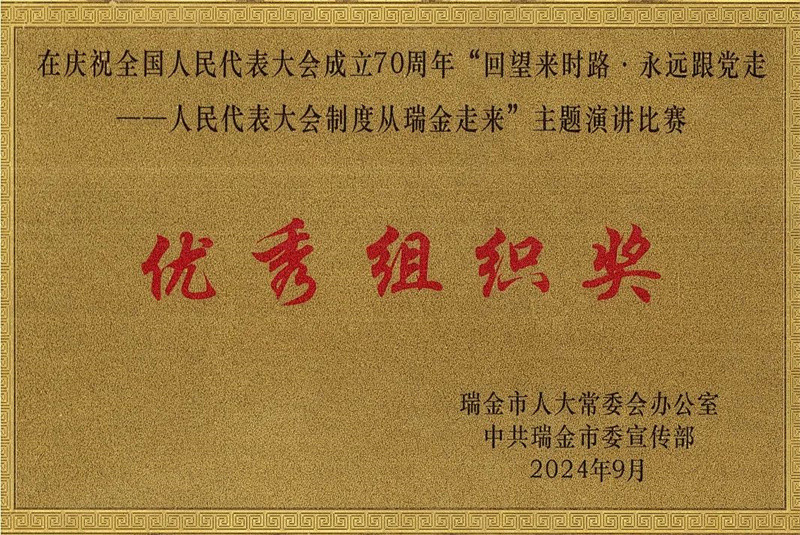 在庆祝全国人民代表大会成立70周年“回望来时路·永远跟党走
——人民代表大会制度从瑞金走来”主题演讲比赛
优秀组织奖
瑞金市人大常委会办公室
中共瑞金市委宣传部
2024年9月